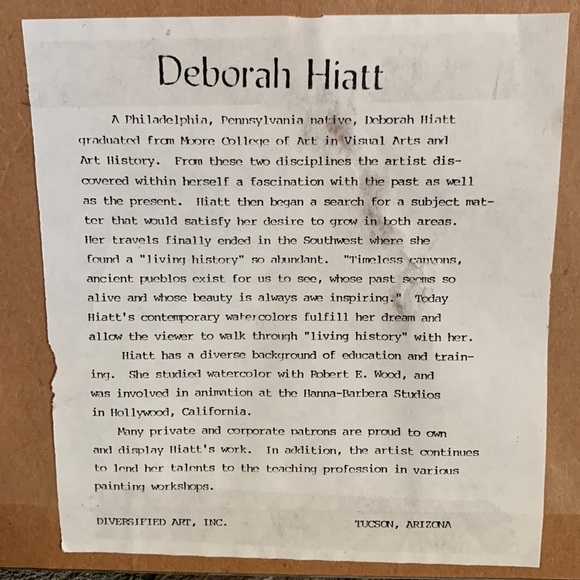 Deborah Hiatt
A Philadelphia, Pennsylvania native, Deborah Hiatt
graduated from Moore College of Art in Visual Arts and
Art History. From these two disciplines the artist dis-
covered within herself a fascination with the past as well
as the present. Hiatt then began a search for a subject mat-
ter that would satisfy her desire to grow in both areas.
Her travels finally ended in the Southwest where she
found a "living history" so abundant. "Timeless canyons,
ancient pueblos exist for us to see, whose past seems so
alive and whose beauty is always awe inspiring." Today
Hiatt's contemporary watercolors fulfill her dream and
allow the viewer to walk through "living history" with her.
Hiatt has a diverse background of education and train-
ing. She studied watercolor with Robert E. Wood, and
was involved in animation at the Hanna-Barbera Studios
in Hollywood, California.
Many private and corporate patrons are proud to own
and display Hiatt's work. In addition, the artist continues
to lend her talents to the teaching profession in various
painting workshops.
DIVERSIFIED ART, INC. TUCSON, ARIZONA